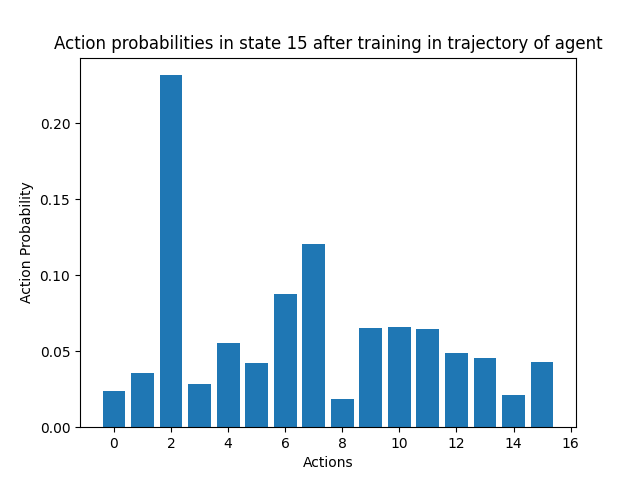 Action probabilities in state 15 after training in trajectory of agent
Action Probability
0.20
0.15
0.10
0.05
0.00
0 2 4 6 8 10 12 14 16
Actions